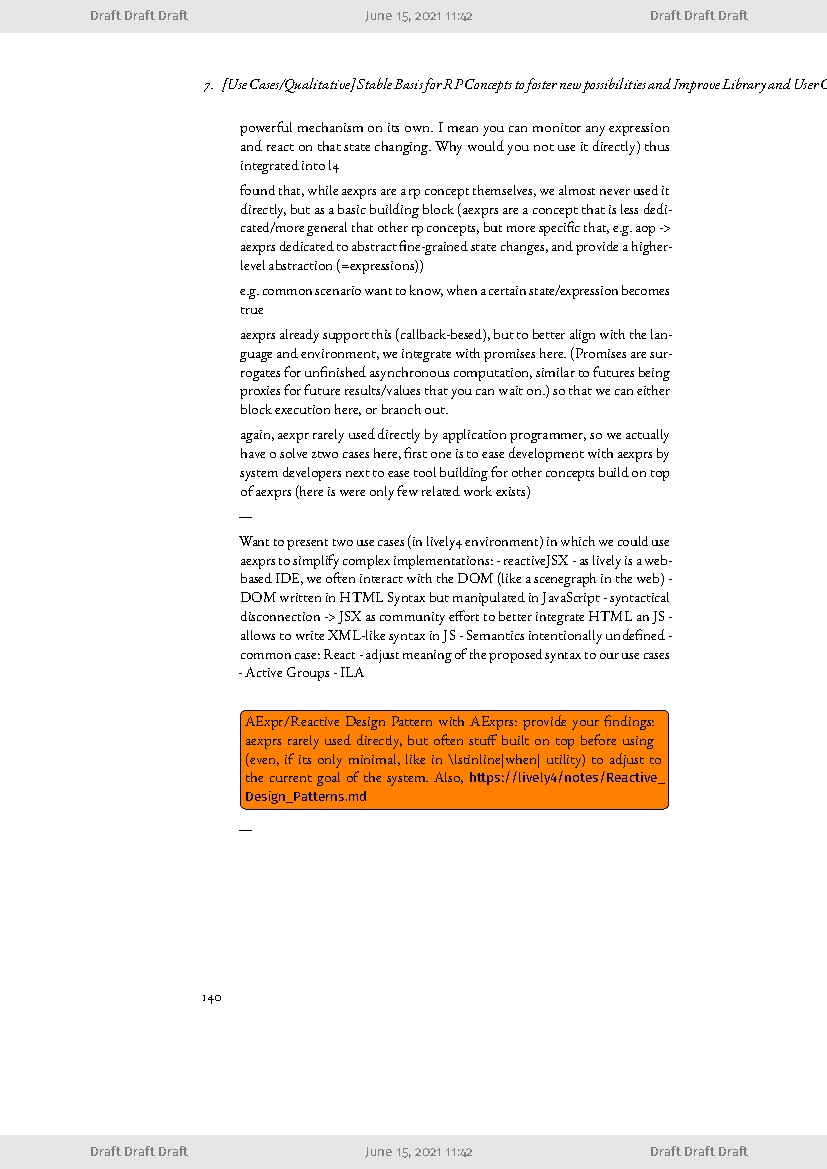 Draft Draft Draft June 15, 2021 11:42 Draft Draft Draft
7. [Use Cases/Qualitative] Stable Basis for RP Concepts to foster new possibilities and Improve Library and User C
powerful mechanism on its own. I mean you can monitor any expression
and react on that state changing. Why would you not use it directly) thus
integrated into l4
found that, while aexprs are a rp concept themselves, we almost never used it
directly, but as a basic building block (aexprs are a concept that is less dedi-
cated/more general that other rp concepts, but more specific that, e.g. aop ->
aexprs dedicated to abstract fine-grained state changes, and provide a higher-
level abstraction (=expressions))
e.g. common scenario want to know, when a certain state/expression becomes
true
aexprs already support this (callback-besed), but to better align with the lan-
guage and environment, we integrate with promises here. (Promises are sur-
rogates for unfinished asynchronous computation, similar to futures being
proxies for future results/values that you can wait on.) so that we can either
block execution here, or branch out.
again, aexpr rarely used directly by application programmer, so we actually
have o solve ztwo cases here, first one is to ease development with aexprs by
system developers next to ease tool building for other concepts build on top
of aexprs (here is were only few related work exists)
—
Want to present two use cases (in lively4 environment) in which we could use
aexprs to simplify complex implementations: - reactiveJSX - as lively is a web-
based IDE, we often interact with the DOM (like a scenegraph in the web) -
DOM written in HTML Syntax but manipulated in JavaScript - syntactical
disconnection -> JSX as community effort to better integrate HTML an JS -
allows to write XML-like syntax in JS - Semantics intentionally undefined -
common case: React - adjust meaning of the proposed syntax to our use cases
- Active Groups - ILA
AExpr/Reactive Design Pattern with AExprs: provide your findings:
aexprs rarely used directly, but often stuff built on top before using
(even, if its only minimal, like in \lstinline|when| utility) to adjust to
the current goal of the system. Also, https://lively4/notes/Reactive_
Design_Patterns.md
—
140
Draft Draft Draft June 15, 2021 11:42 Draft Draft Draft